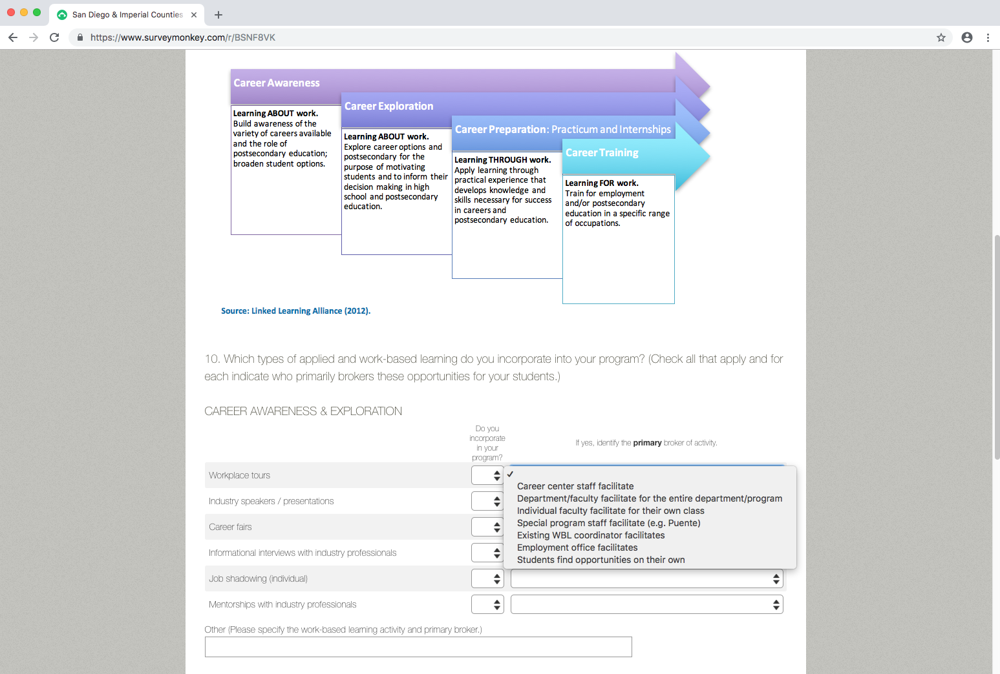 San Diego & Imperial Counties
https://www.surveymonkey.com/r/BSNF8VK
Career Awareness
Learning ABOUT work.
Build awareness of the
variety of careers available
and the role of
postsecondary education;
broaden student options.
Career Exploration
Learning ABOUT work.
Explore career options and
postsecondary for the
purpose of motivating
students and to inform their
decision making in high
school and postsecondary
education.
Career Preparation: Practicum and Internships
Learning THROUGH work.
Apply learning through
practical experience that
develops knowledge and
skills necessary for success
in careers and
postsecondary education.
Career Training
Learning FOR work.
Train for employment
and/or postsecondary
education in a specific range
of occupations.
Source: Linked Learning Alliance (2012).
10. Which types of applied and work-based learning do you incorporate into your program? (Check all that apply and for
each indicate who primarily brokers these opportunities for your students.)
CAREER AWARENESS & EXPLORATION
Do you
incorporate
in your
program?
If yes, identify the primary broker of activity.
Workplace tours
Industry speakers / presentations
Career fairs
Informational interviews with industry professionals
Job shadowing (individual)
Mentorships with industry professionals
Career center staff facilitate
Department/faculty facilitate for the entire department/program
Individual faculty facilitate for their own class
Special program staff facilitate (e.g. Puente)
Existing WBL coordinator facilitates
Employment office facilitates
Students find opportunities on their own
Other (Please specify the work-based learning activity and primary broker.)